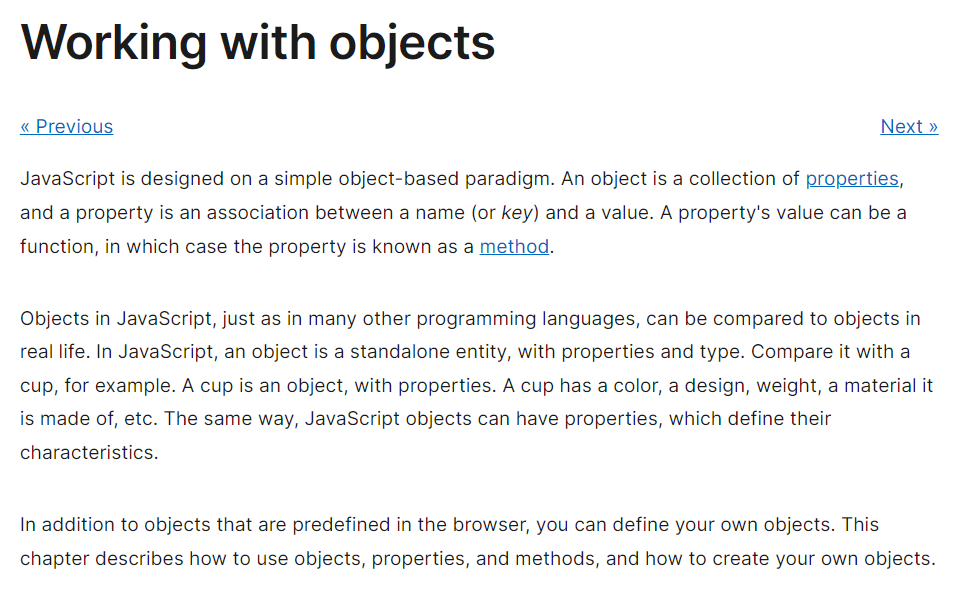 Working with objects
« Previous
Next »
JavaScript is designed on a simple object-based paradigm. An object is a collection of properties,
and a property is an association between a name (or key) and a value. A property's value can be a
function, in which case the property is known as a method.
Objects in JavaScript, just as in many other programming languages, can be compared to objects in
real life. In JavaScript, an object is a standalone entity, with properties and type. Compare it with a
cup, for example. A cup is an object, with properties. A cup has a color, a design, weight, a material it
is made of, etc. The same way, JavaScript objects can have properties, which define their
characteristics.
In addition to objects that are predefined in the browser, you can define your own objects. This
chapter describes how to use objects, properties, and methods, and how to create your own objects.